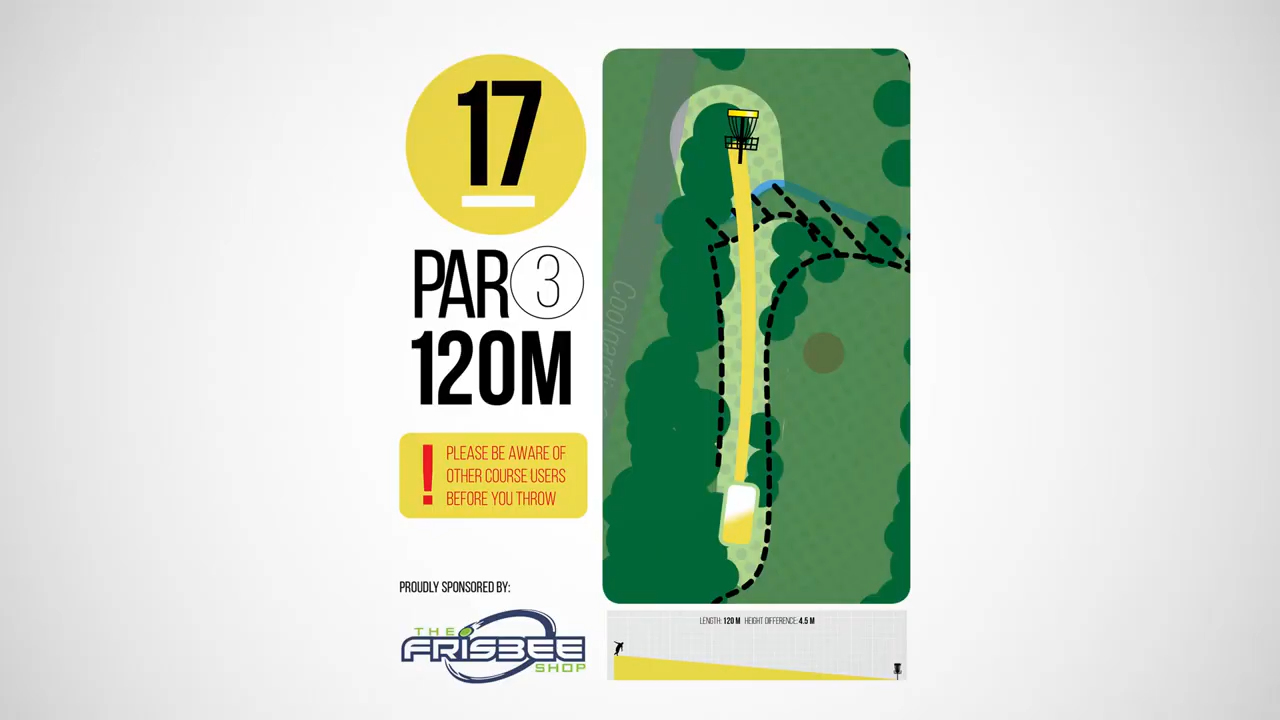 17
PAR 3
120M
! PLEASE BE AWARE OF
OTHER COURSE USERS
BEFORE YOU THROW
PROUDLY SPONSORED BY:
THE
FRISBEE
SHOP
LENGTH: 120 M HEIGHT DIFFERENCE: 4.5 M